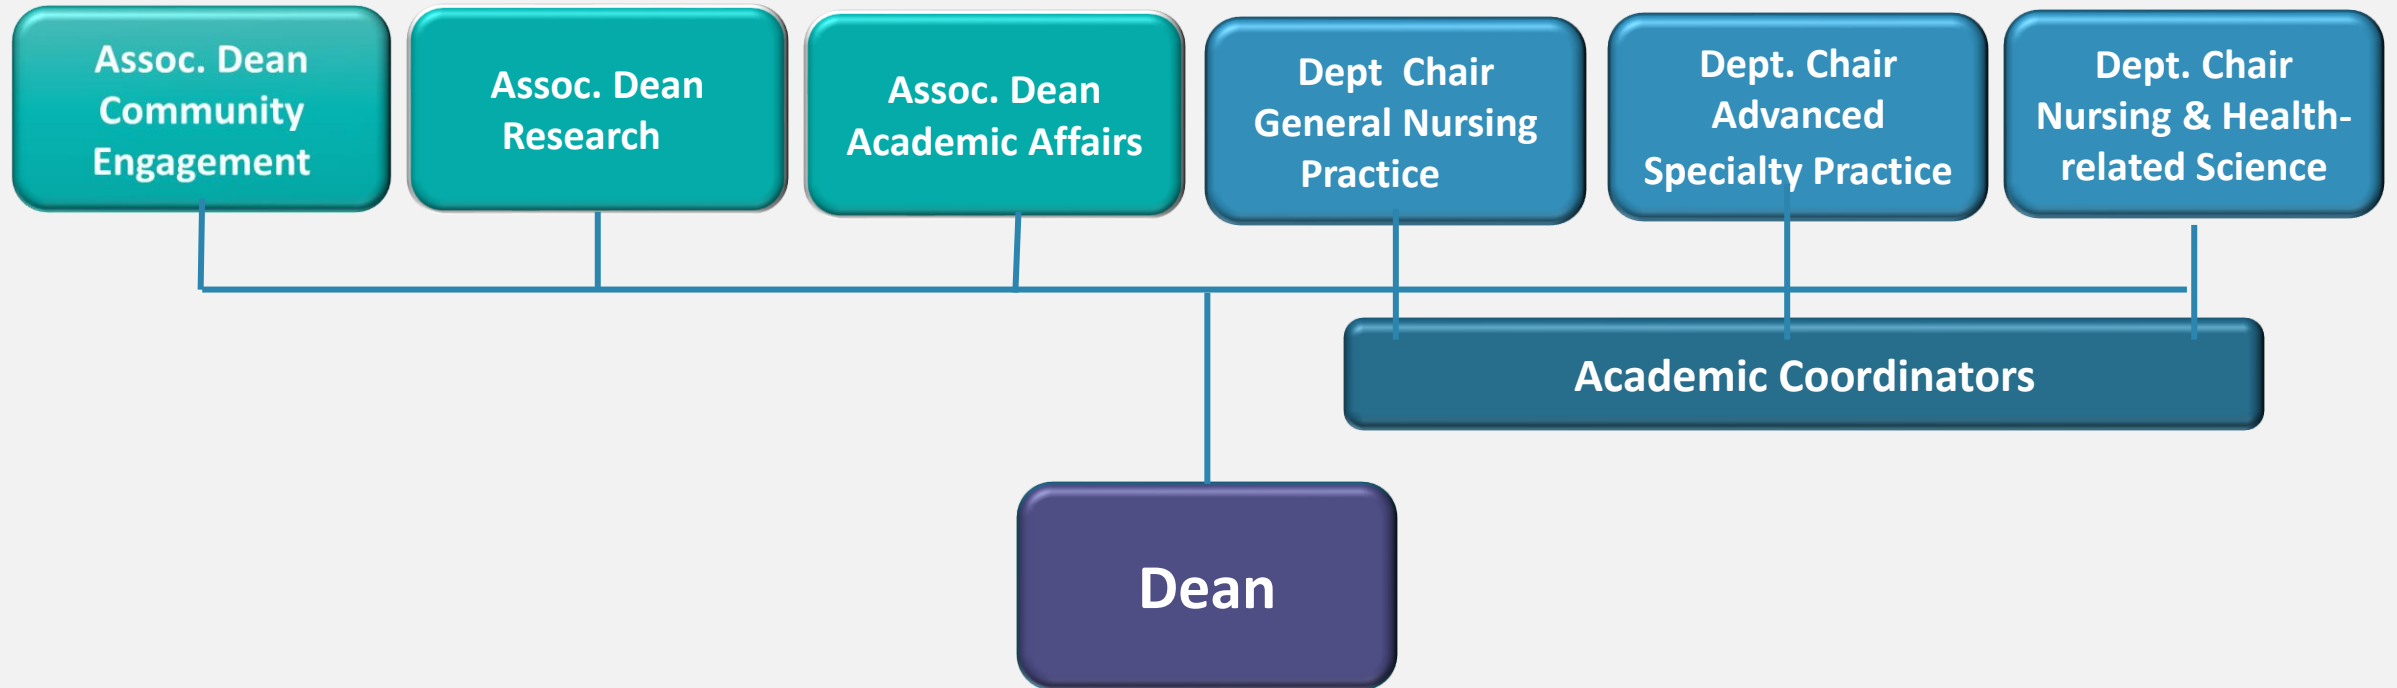 Assoc. Dean
Community
Engagement
Assoc. Dean
Research
Assoc. Dean
Academic Affairs
Dept  Chair
General Nursing
Practice
Dept. Chair
Advanced
Specialty Practice
Dept. Chair
Nursing & Health-
related Science
Academic Coordinators
Dean